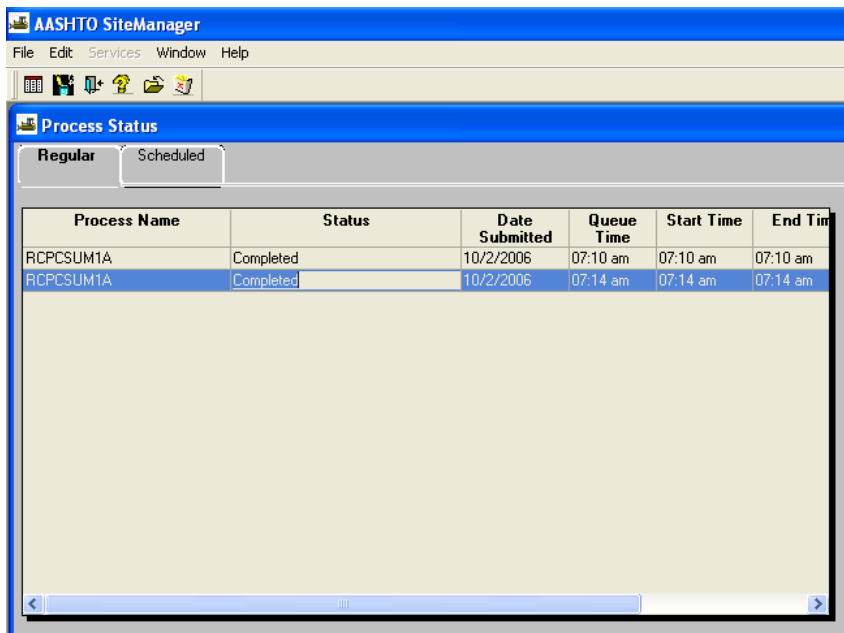 AASHTO SiteManager
File Edit Services Window Help
Process Status
Regular Scheduled
Process Name Status Date Submitted Queue Time Start Time End Tim
RCPCSUM1A Completed 10/2/2006 07:10 am 07:10 am 07:10 am
RCPCSUM1A Completed 10/2/2006 07:14 am 07:14 am 07:14 am